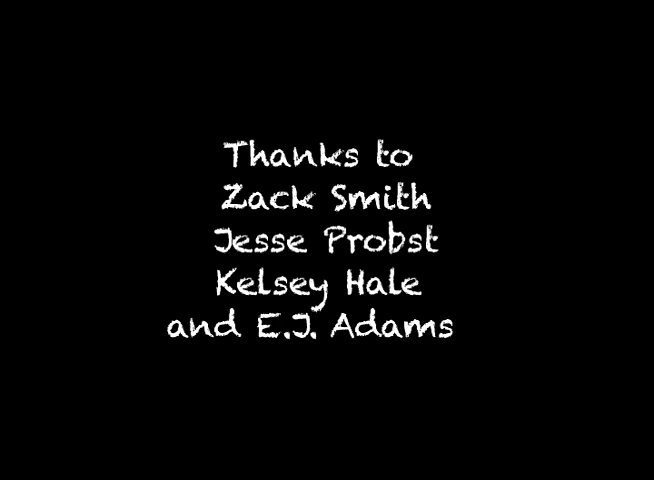 Thanks to
Zack Smith
Jesse Probst
Kelsey Hale
and E.J. Adams